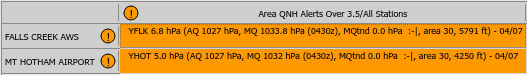 Area QNH Alerts Over 3.5/All Stations
FALLS CREEK AWS YFLK 6.8 hPa (AQ 1027 hPa, MQ 1033.8 hPa (0430z), MQtnd 0.0 hPa :-|, area 30, 5791 ft) - 04/07
MT HOTHAM AIRPORT YHOT 5.0 hPa (AQ 1027 hPa, MQ 1032 hPa (0430z), MQtnd 0.0 hPa :-|, area 30, 4250 ft) - 04/07